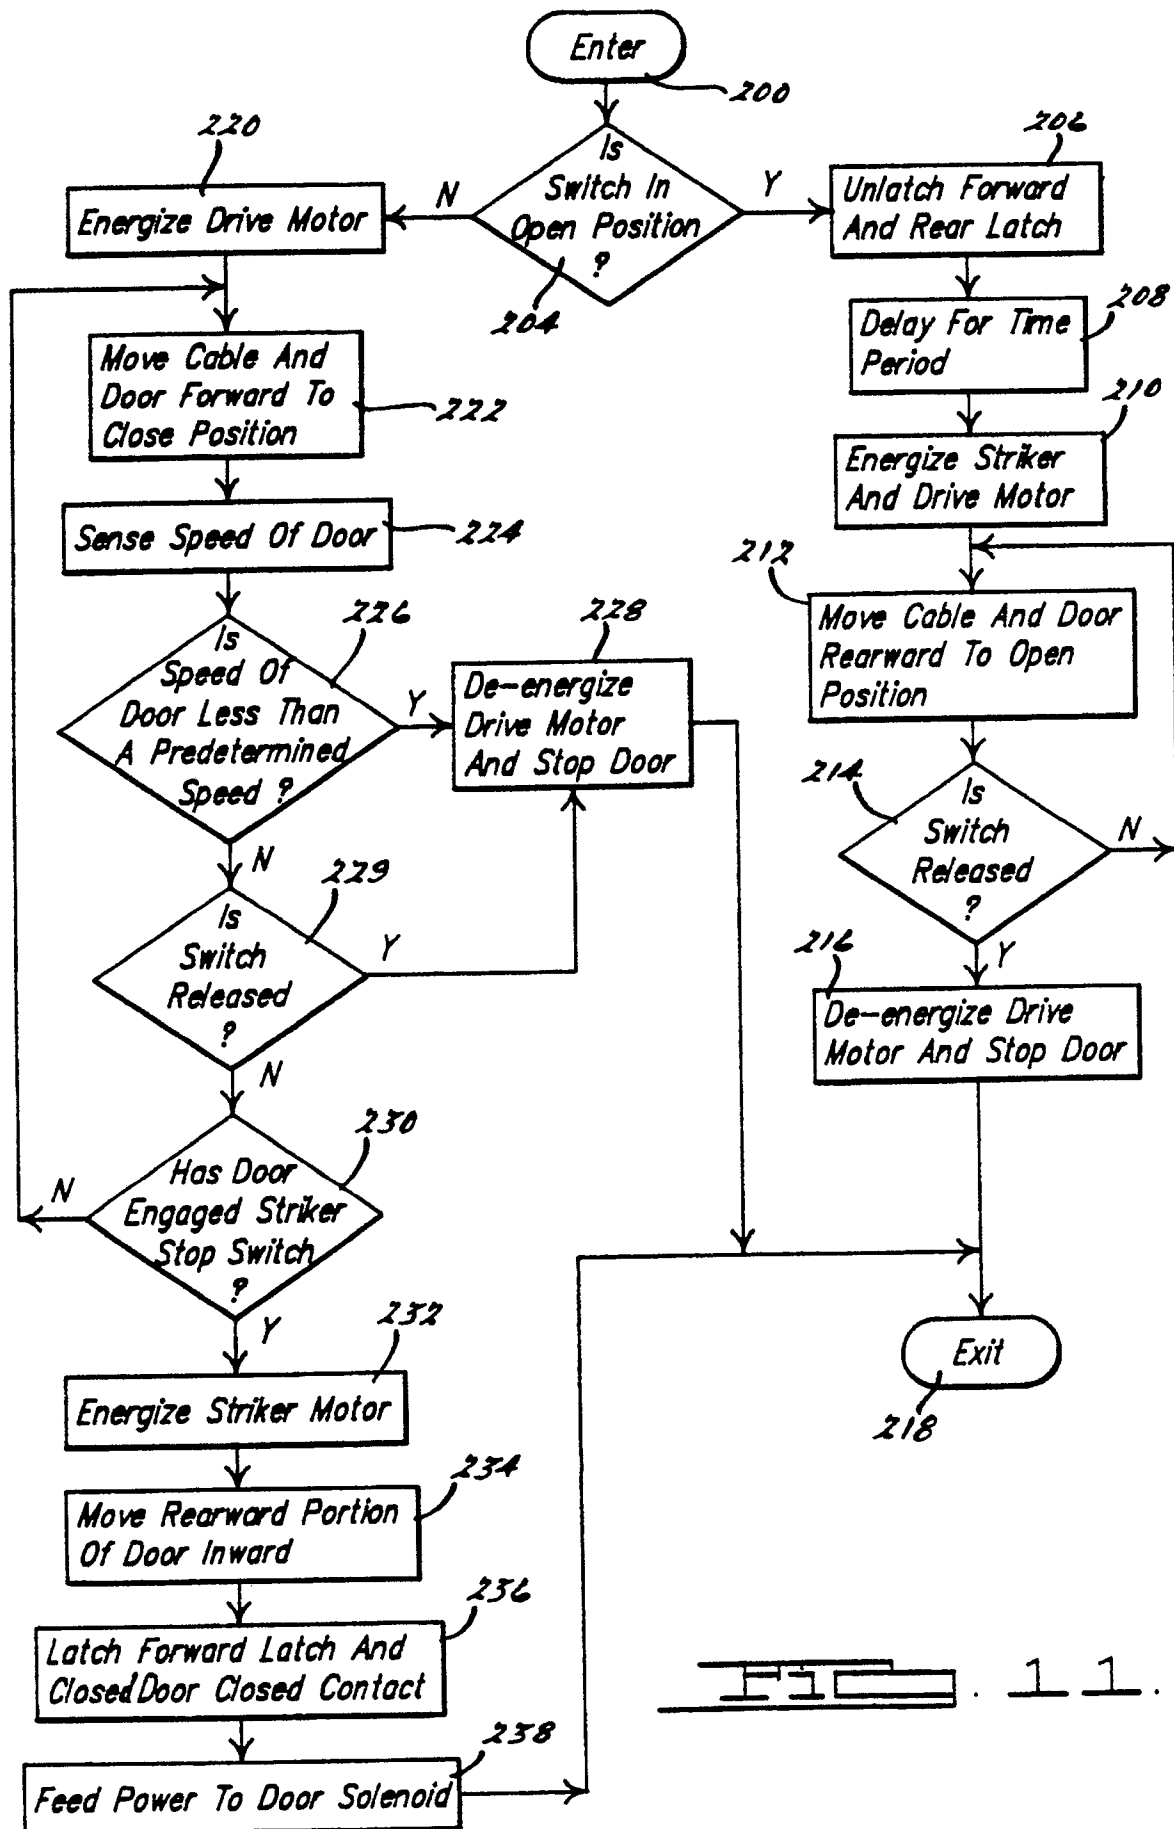 Enter
200
Is
Switch In
Open Position
?
204
N
Y
220
Energize Drive Motor
206
Unlatch Forward
And Rear Latch
208
Delay For Time
Period
210
Energize Striker
And Drive Motor
212
Move Cable And Door
Rearward To Open
Position
214
Is
Switch
Released
?
N
Y
216
De-energize Drive
Motor And Stop Door
Exit
218
Move Cable And
Door Forward To
Close Position
222
Sense Speed Of Door
224
226
Is
Speed Of
Door Less Than
A Predetermined
Speed ?
Y
N
228
De-energize
Drive Motor
And Stop Door
229
Is
Switch
Released
?
Y
N
230
Has Door
Engaged Striker
Stop Switch
?
N
Y
232
Energize Striker Motor
234
Move Rearward Portion
Of Door Inward
236
Latch Forward Latch And
Closed Door Closed Contact
238
Feed Power To Door Solenoid
Fig. 11.